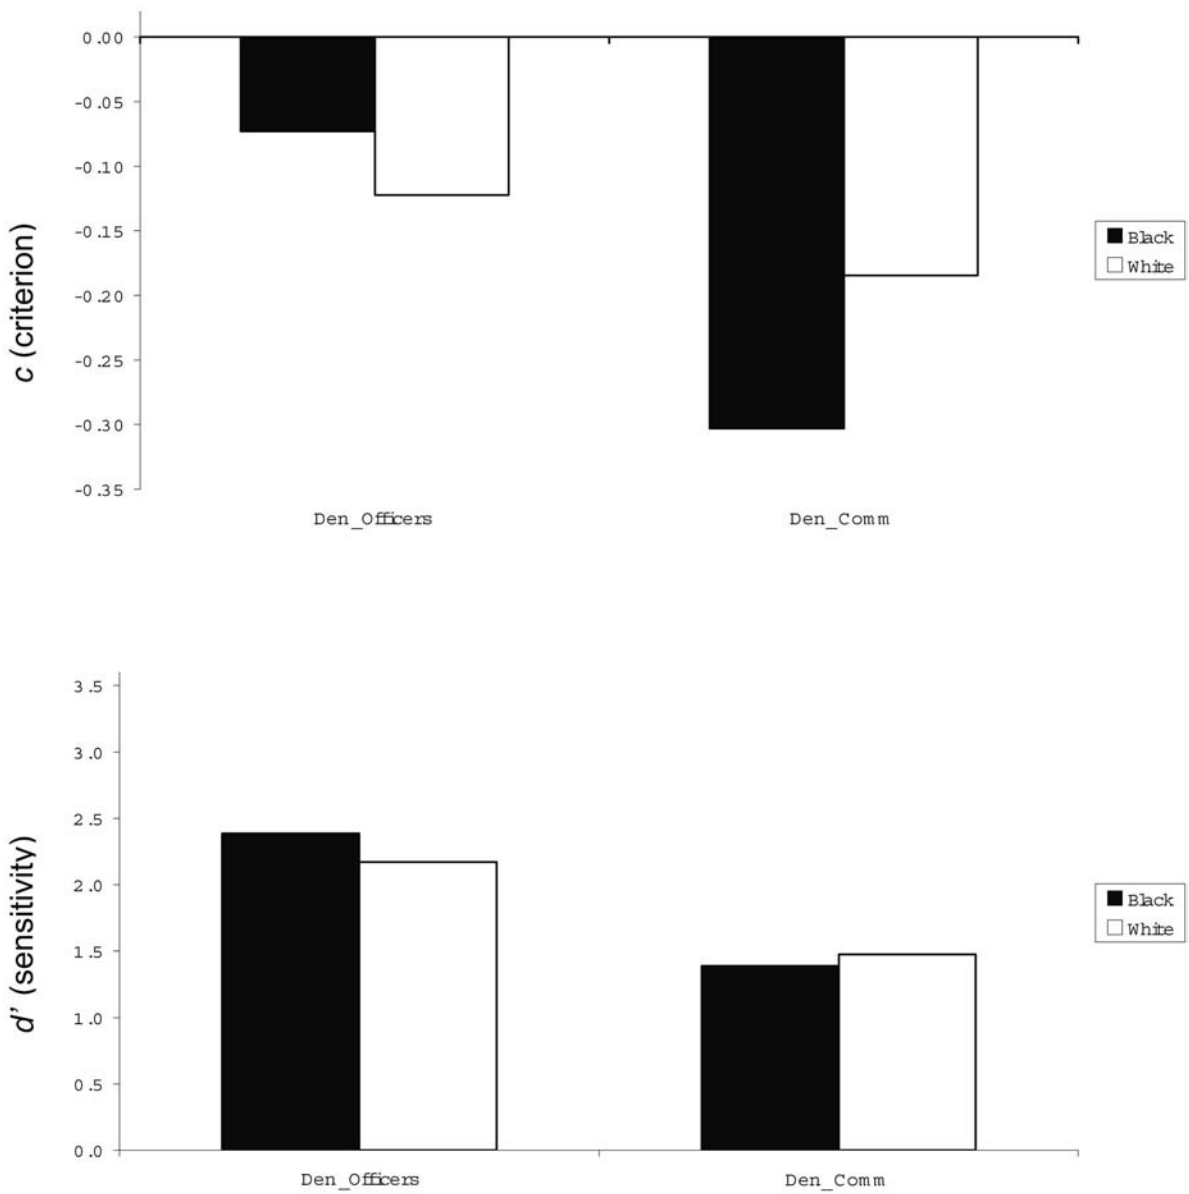 0.00
-0.05
-0.10
-0.15
-0.20
-0.25
-0.30
-0.35
c (criterion)
Den_Officers
Den_Comm
Black
White
3.5
3.0
2.5
2.0
1.5
1.0
0.5
0.0
d' (sensitivity)
Den_Officers
Den_Comm
Black
White